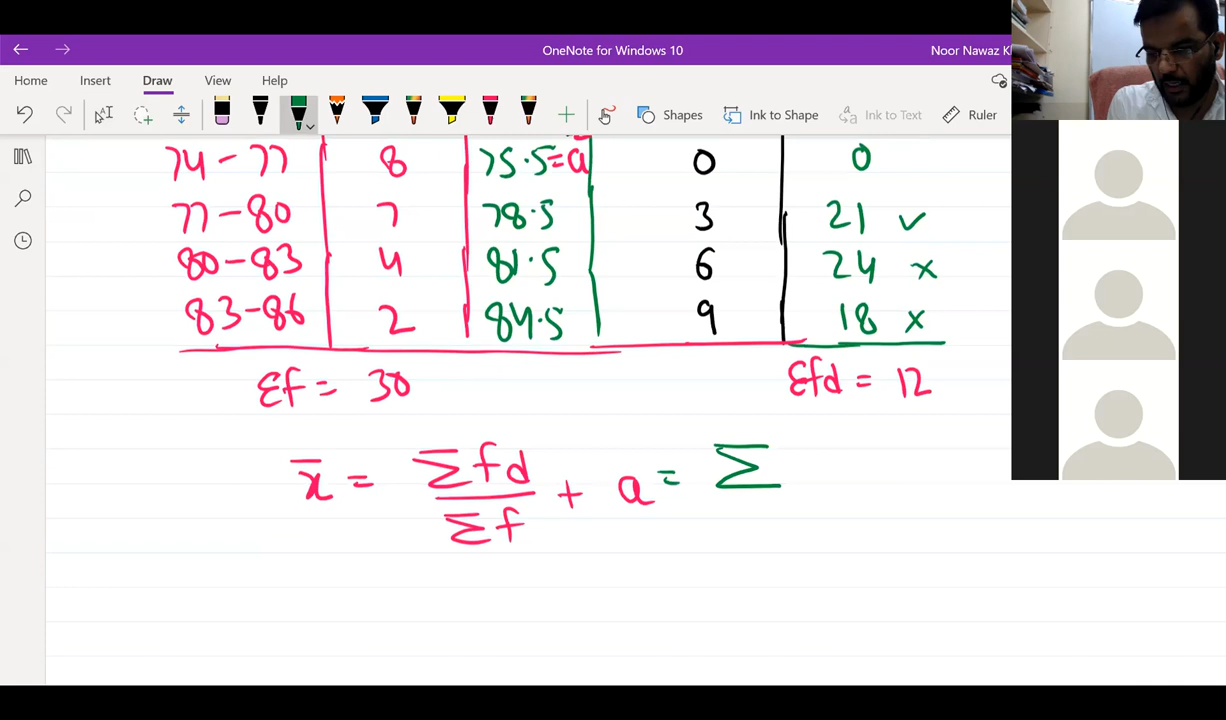 OneNote for Windows 10
Noor Nawaz K
Home Insert Draw View Help
Shapes Ink to Shape Ink to Text Ruler
74-77 8 75.5=a 0 0
77-80 7 78.5 3 21 ✓
80-83 4 81.5 6 24 x
83-86 2 84.5 9 18 x
Σf = 30 Σfd = 12
x̄ = Σfd/Σf + a = Σ